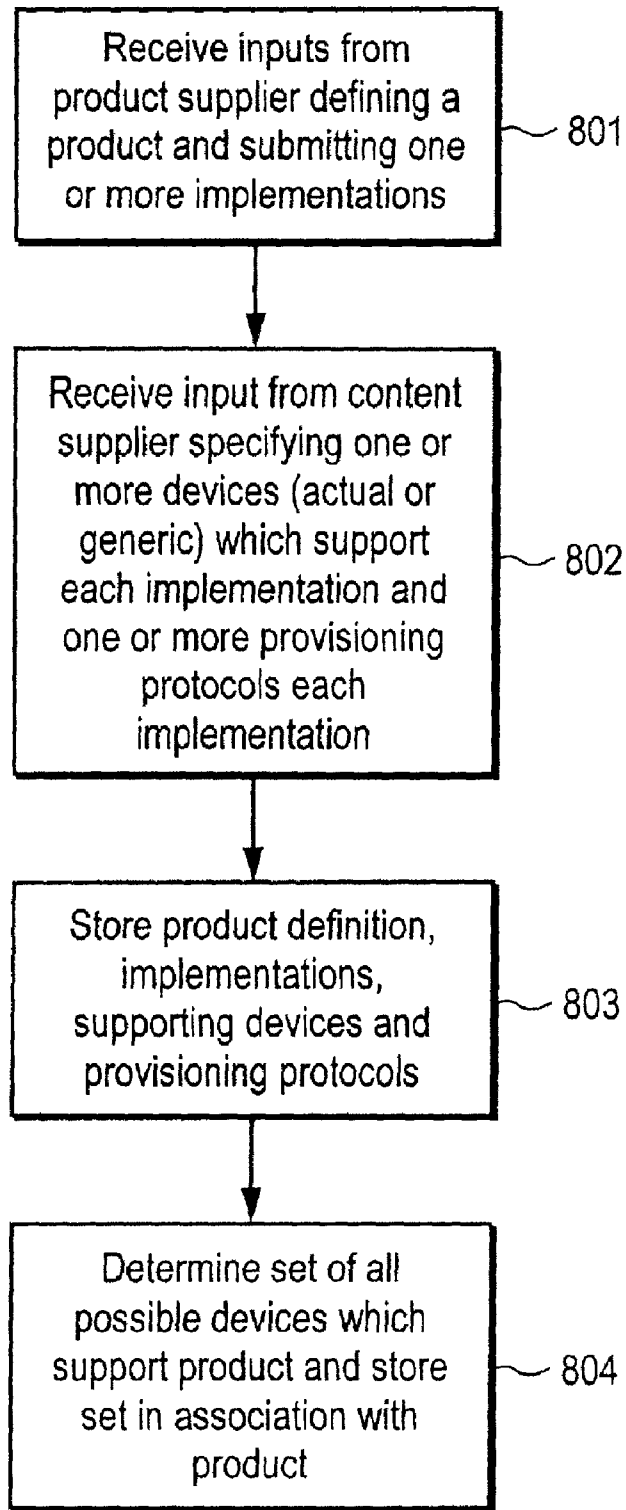 Receive inputs from
product supplier defining a
product and submitting one
or more implementations
801
Receive input from content
supplier specifying one or
more devices (actual or
generic) which support
each implementation and
one or more provisioning
protocols each
implementation
802
Store product definition,
implementations,
supporting devices and
provisioning protocols
803
Determine set of all
possible devices which
support product and store
set in association with
product
804